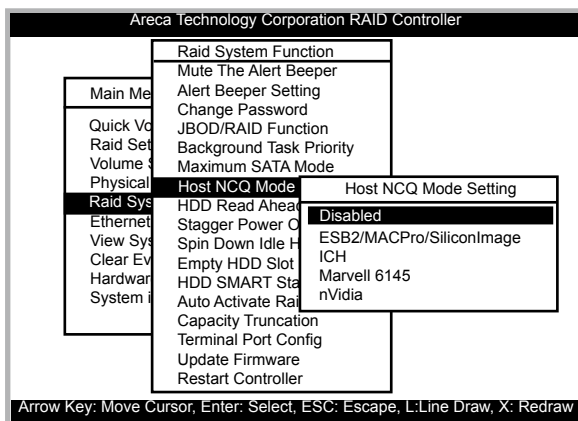 Areca Technology Corporation RAID Controller
Main Me
Quick Vo
Raid Set
Volume S
Physical
Raid Sys
Ethernet
View Sys
Clear Ev
Hardwar
System i
Raid System Function
Mute The Alert Beeper
Alert Beeper Setting
Change Password
JBOD/RAID Function
Background Task Priority
Maximum SATA Mode
Host NCQ Mode
HDD Read Ahead
Stagger Power O
Spin Down Idle H
Empty HDD Slot
HDD SMART Sta
Auto Activate Rai
Capacity Truncation
Terminal Port Config
Update Firmware
Restart Controller
Host NCQ Mode Setting
Disabled
ESB2/MACPro/SiliconImage
ICH
Marvell 6145
nVidia
Arrow Key: Move Cursor, Enter: Select, ESC: Escape, L:Line Draw, X: Redraw